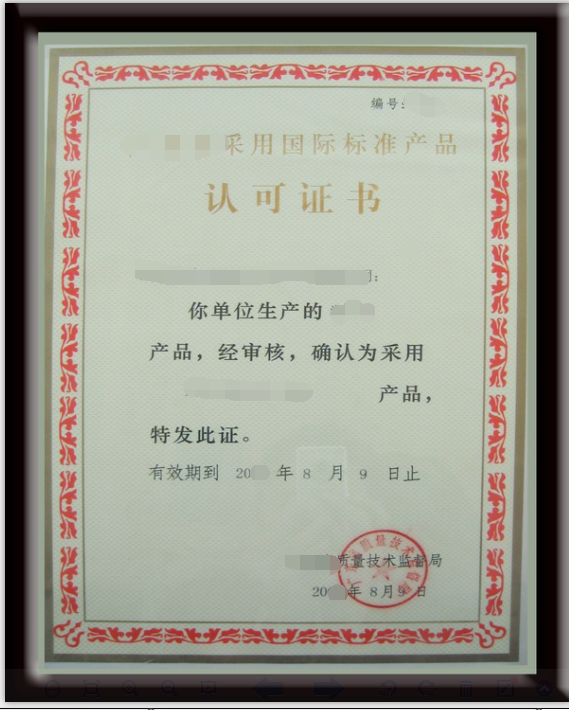 编号:
采用国际标准产品
认可证书
:
你单位生产的
产品，经审核，确认为采用
产品，
特发此证。
有效期到 20 年 8 月 9 日止
质量技术监督局
20 年 8月9日